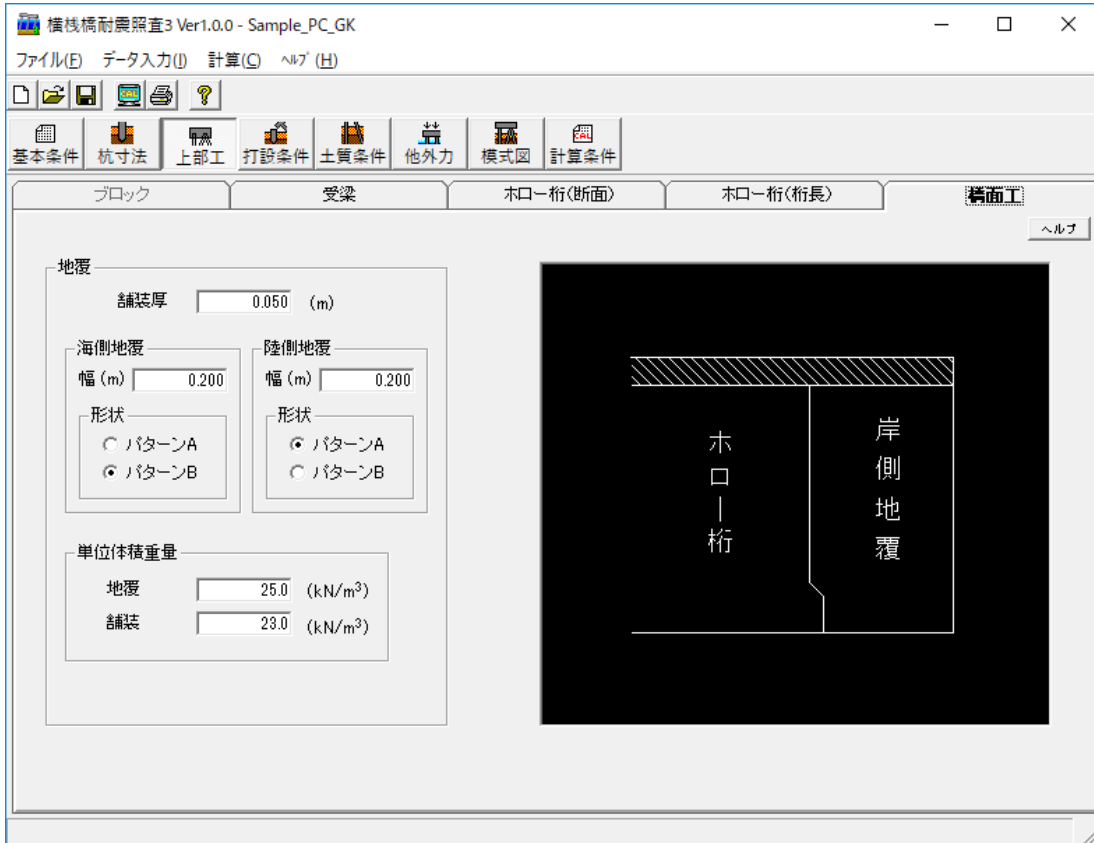 横桟橋耐震照査3 Ver1.0.0 - Sample_PC_GK
ファイル(F) データ入力(I) 計算(C) ヘルプ(H)
CAL ?
基本条件 杭寸法 上部工 打設条件 土質条件 他外力 模式図 計算条件
ブロック 受梁 ホロー桁(断面) ホロー桁(桁長) 橋面工
ヘルプ
地覆
舗装厚 0.050 (m)
海側地覆 陸側地覆
幅(m) 0.200 幅(m) 0.200
形状 形状
パターンA パターンA
パターンB パターンB
単位体積重量
地覆 25.0 (kN/m³)
舗装 23.0 (kN/m³)
ホロー桁
岸側地覆